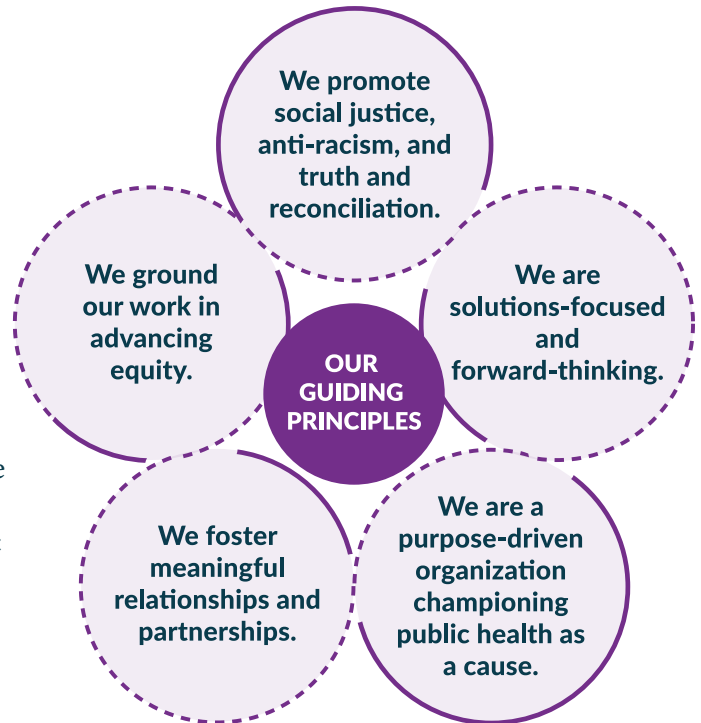 We promote
social justice,
anti-racism, and
truth and
reconciliation.
We ground
our work in
advancing
equity.
We are
solutions-focused
and
forward-thinking.
OUR
GUIDING
PRINCIPLES
We foster
meaningful
relationships and
partnerships.
We are a
purpose-driven
organization
championing
public health as
a cause.